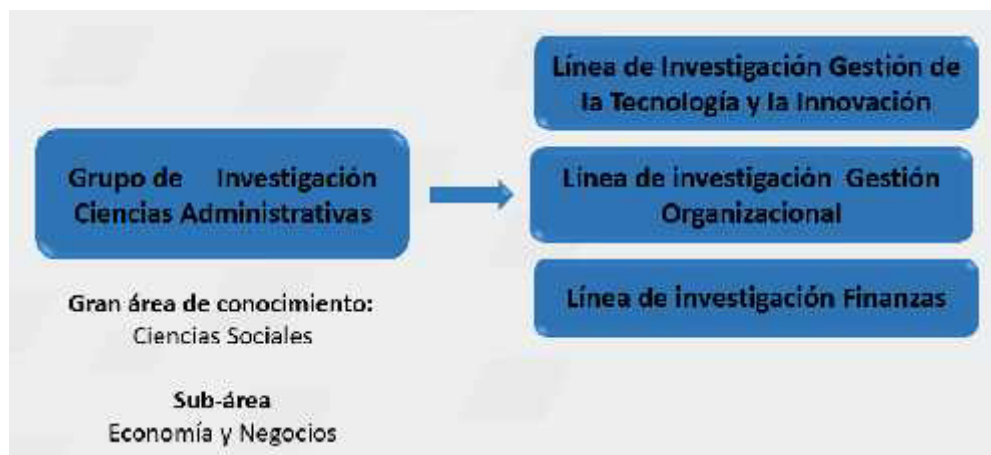 Grupo de Investigación
Ciencias Administrativas
Gran área de conocimiento:
Ciencias Sociales
Sub-área
Economía y Negocios
Línea de Investigación Gestión de
la Tecnología y la Innovación
Línea de investigación Gestión
Organizacional
Línea de investigación Finanzas